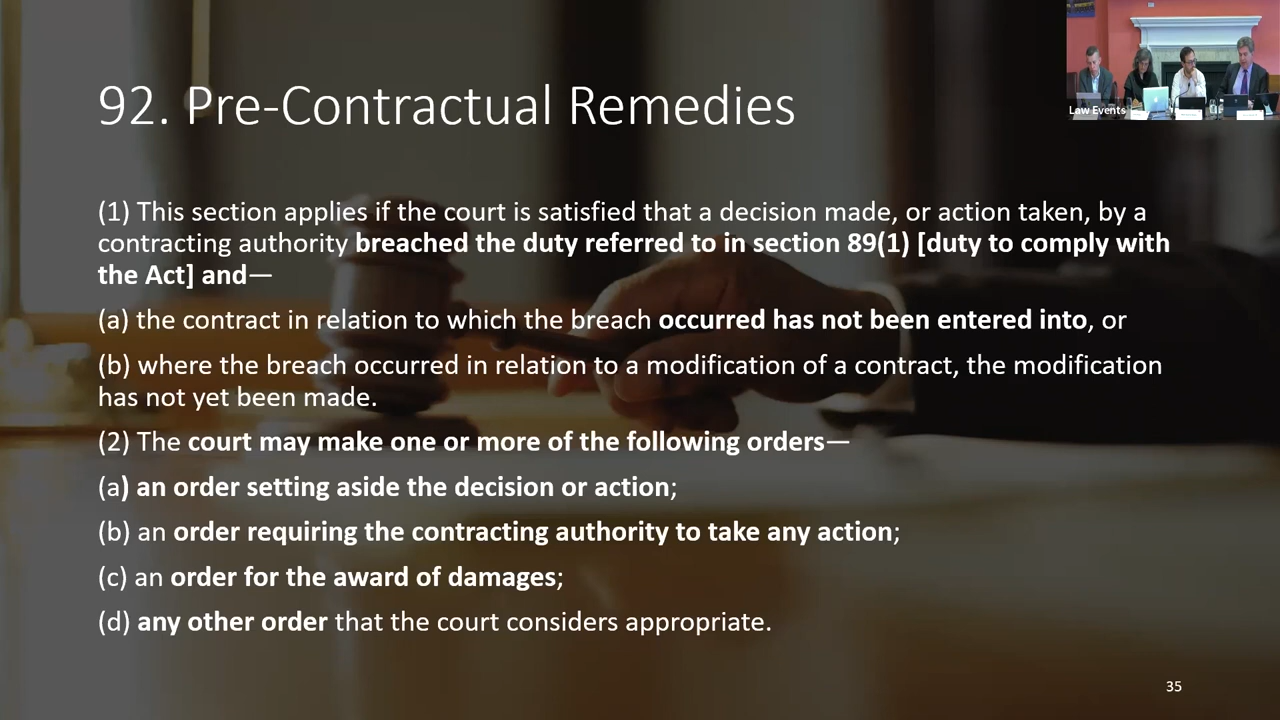 92. Pre-Contractual Remedies
Law Events
(1) This section applies if the court is satisfied that a decision made, or action taken, by a
contracting authority breached the duty referred to in section 89(1) [duty to comply with
the Act] and—
(a) the contract in relation to which the breach occurred has not been entered into, or
(b) where the breach occurred in relation to a modification of a contract, the modification
has not yet been made.
(2) The court may make one or more of the following orders—
(a) an order setting aside the decision or action;
(b) an order requiring the contracting authority to take any action;
(c) an order for the award of damages;
(d) any other order that the court considers appropriate.
35